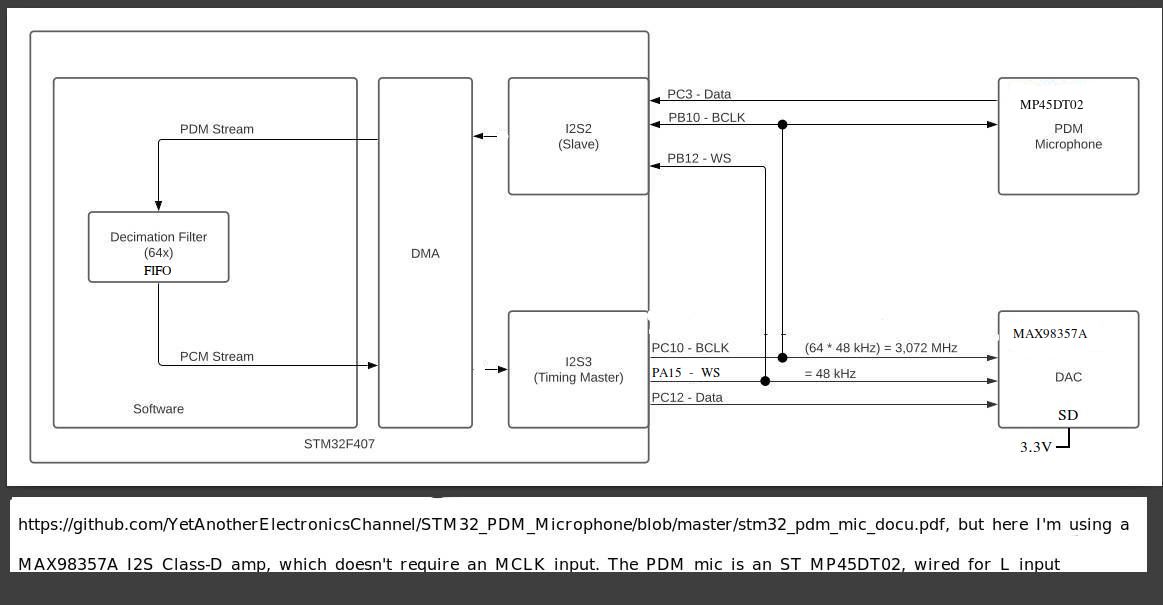 PC3 - Data
PB10 - BCLK
PB12 - WS
I2S2
(Slave)
MP45DT02
PDM
Microphone
PDM Stream
Decimation Filter
(64x)
FIFO
DMA
PCM Stream
Software
STM32F407
I2S3
(Timing Master)
PC10 - BCLK
(64 * 48 kHz) = 3,072 MHz
PA15 - WS
= 48 kHz
PC12 - Data
MAX98357A
DAC
SD
3.3V
https://github.com/YetAnotherElectronicsChannel/STM32_PDM_Microphone/blob/master/stm32_pdm_mic_docu.pdf, but here I'm using a
MAX98357A I2S Class-D amp, which doesn't require an MCLK input. The PDM mic is an ST MP45DT02, wired for L input